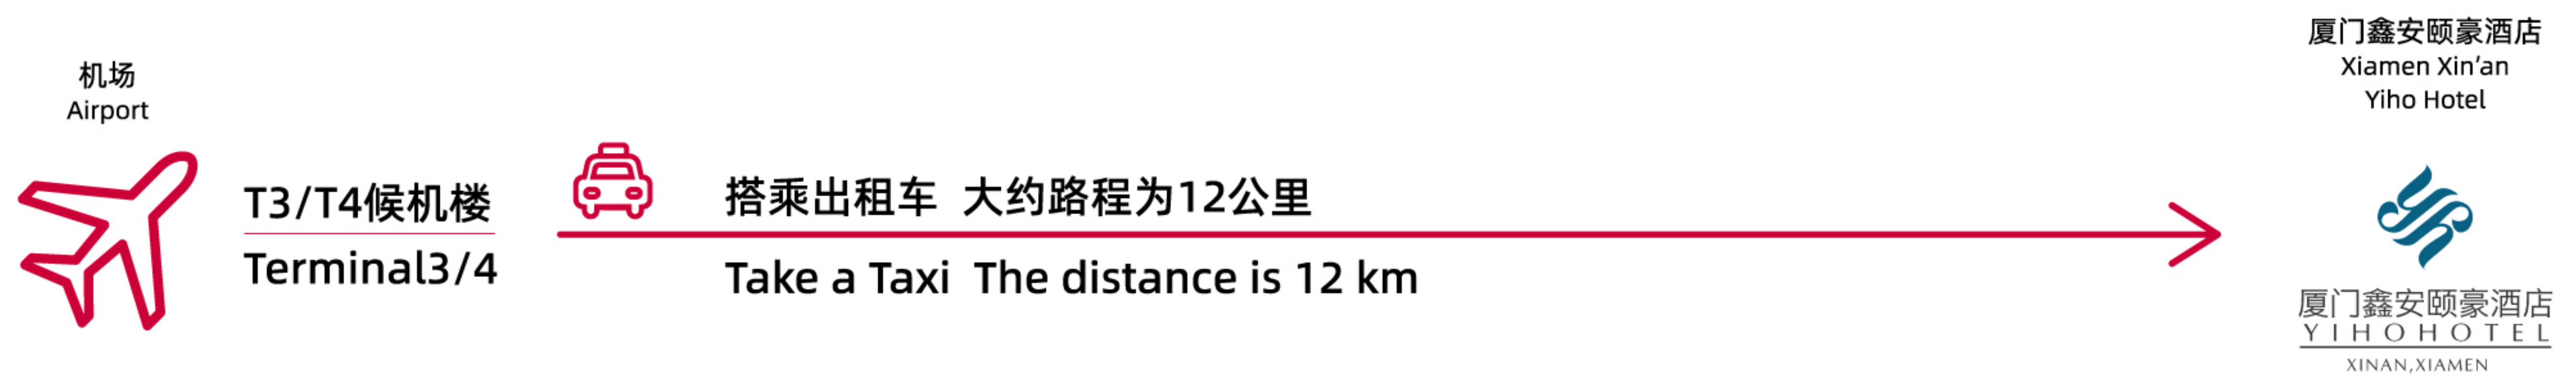 机场
Airport
T3/T4候机楼
Terminal3/4
搭乘出租车 大约路程为12公里
Take a Taxi The distance is 12 km
厦门鑫安颐豪酒店
Xiamen Xin’an
Yiho Hotel
厦门鑫安颐豪酒店
YIHOHOTEL
XINAN,XIAMEN